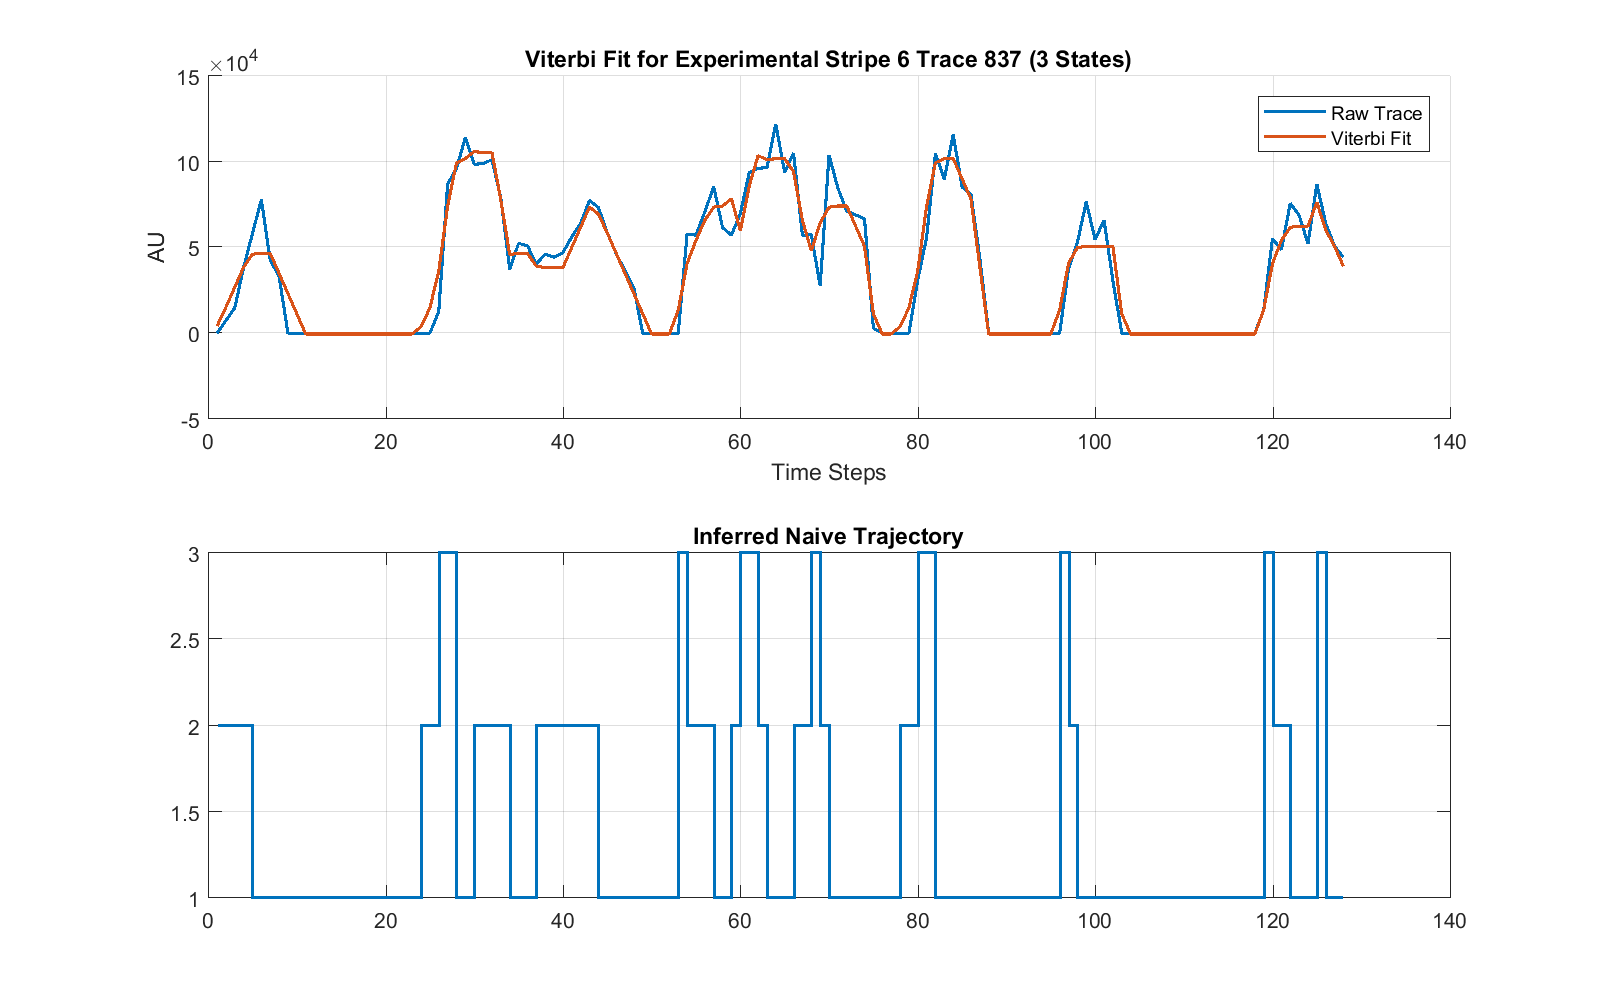 Viterbi Fit for Experimental Stripe 6 Trace 837 (3 States)
×10⁴
15
10
5
0
-5
AU
Raw Trace
Viterbi Fit
0 20 40 60 80 100 120 140
Time Steps
Inferred Naive Trajectory
3
2.5
2
1.5
1
0 20 40 60 80 100 120 140